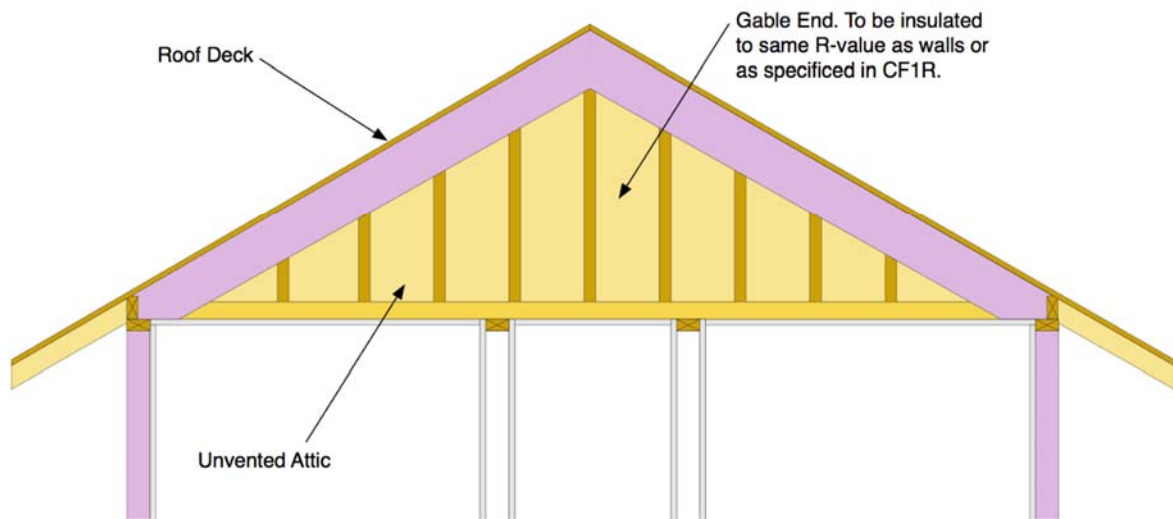 Gable End. To be insulated
to same R-value as walls or
as specificed in CF1R.
Roof Deck
Unvented Attic